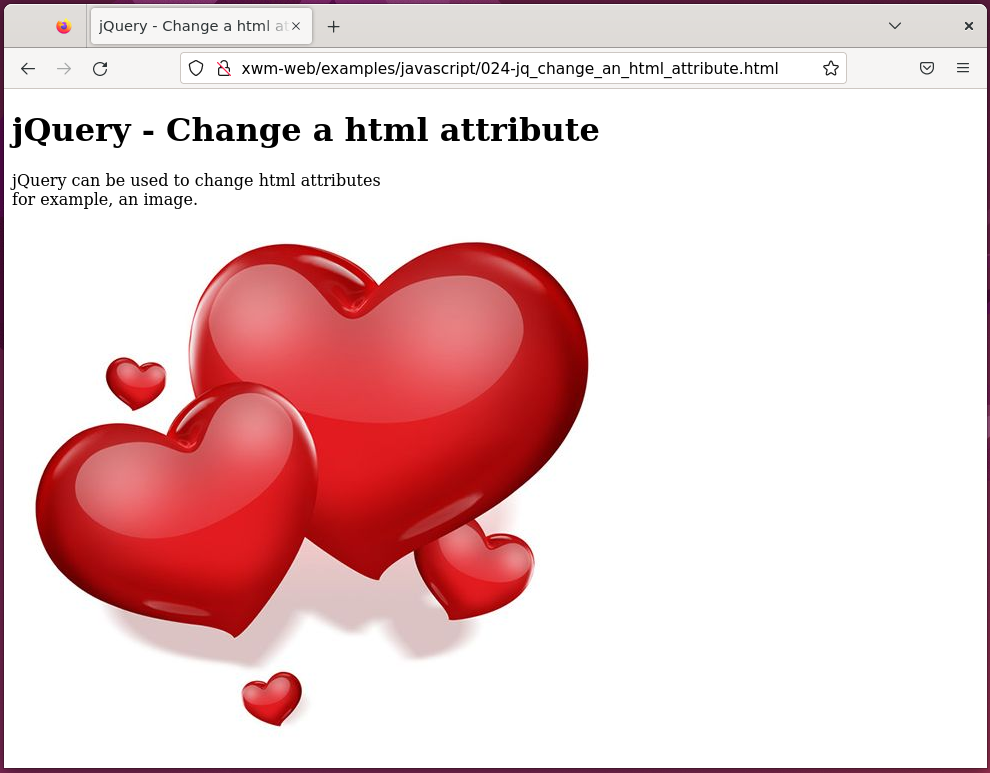 jQuery - Change a html at
xwm-web/examples/javascript/024-jq_change_an_html_attribute.html
jQuery - Change a html attribute
jQuery can be used to change html attributes
for example, an image.